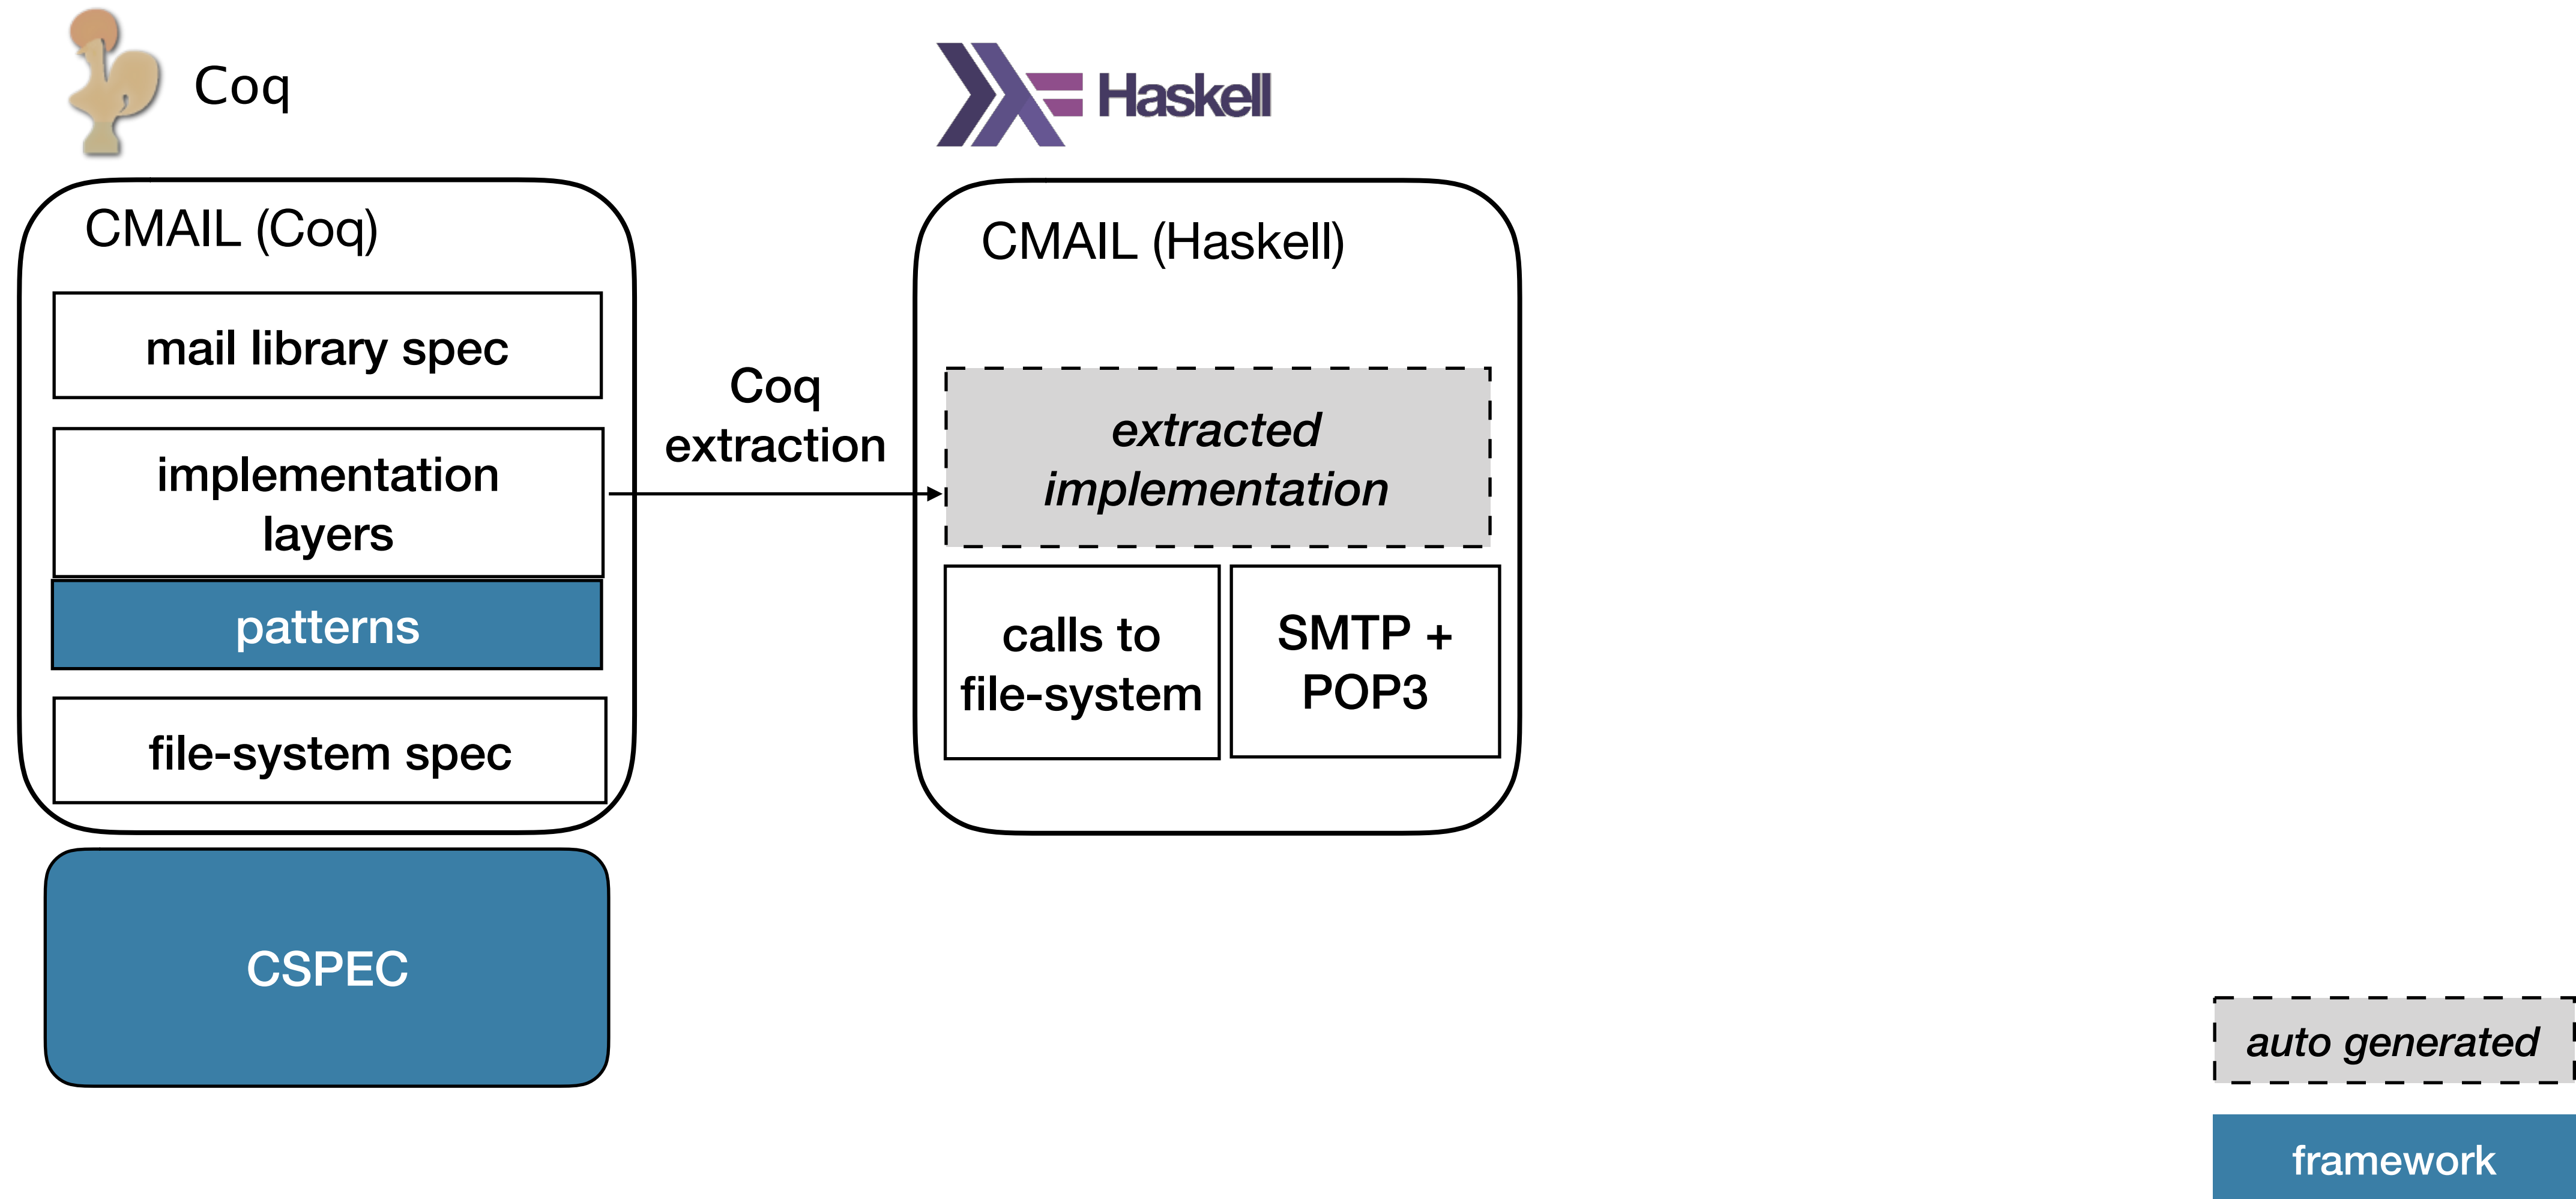 Coq
Haskell
CMAIL (Coq)
mail library spec
implementation
layers
patterns
file-system spec
CSPEC
Coq
extraction
CMAIL (Haskell)
extracted
implementation
calls to
file-system
SMTP +
POP3
auto generated
framework